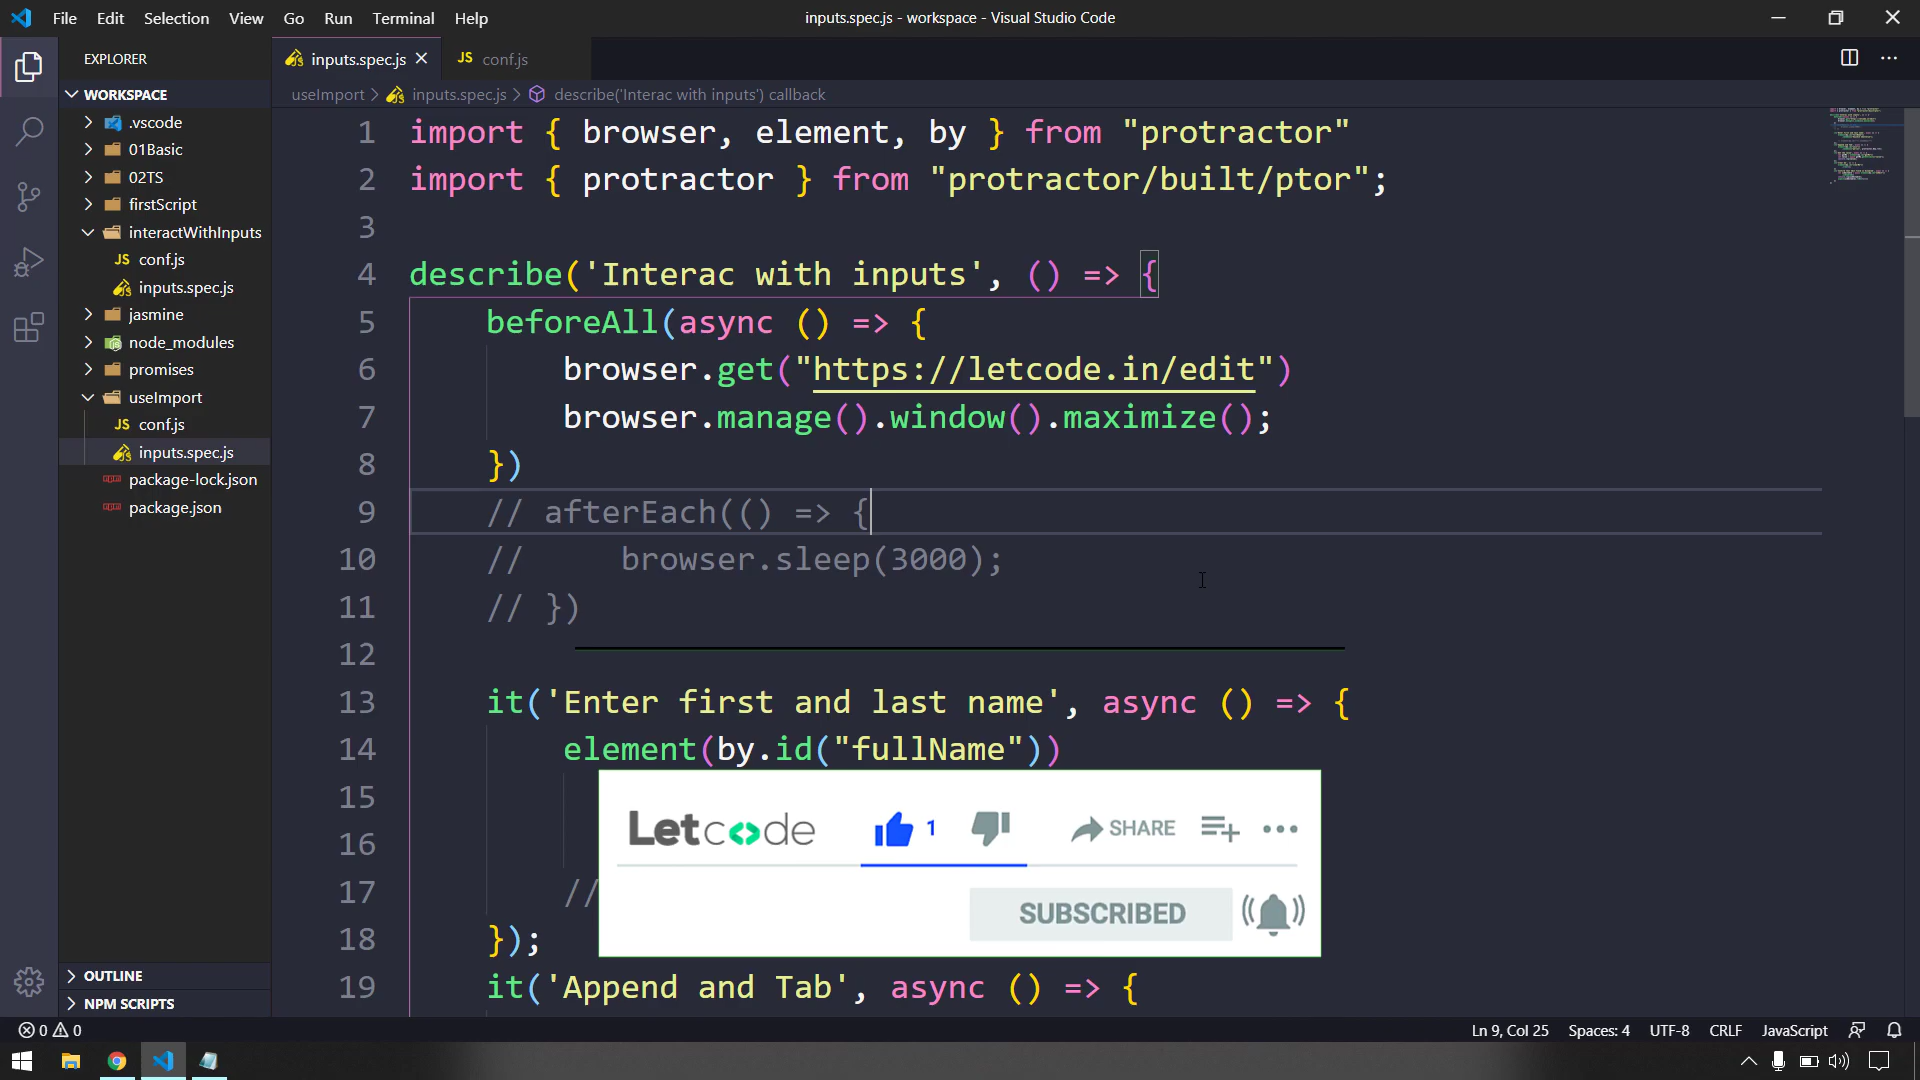 File Edit Selection View Go Run Terminal Help
inputs.spec.js - workspace - Visual Studio Code
EXPLORER
WORKSPACE
.vscode
01Basic
02TS
firstScript
interactWithInputs
JS conf.js
inputs.spec.js
jasmine
node_modules
promises
useImport
JS conf.js
inputs.spec.js
package-lock.json
package.json
OUTLINE
NPM SCRIPTS
inputs.spec.js
JS conf.js
useImport > inputs.spec.js > describe('Interac with inputs') callback
1 import { browser, element, by } from "protractor"
2 import { protractor } from "protractor/built/ptor";
3
4 describe('Interac with inputs', () => {
5 beforeAll(async () => {
6 browser.get("https://letcode.in/edit")
7 browser.manage().window().maximize();
8 })
9 // afterEach(() => {
10 //     browser.sleep(3000);
11 // })
12
13 it('Enter first and last name', async () => {
14 element(by.id("fullName"))
15
16
17 //
18 });
19 it('Append and Tab', async () => {
Letcode
1
SHARE
SUBSCRIBED
0 0
Ln 9, Col 25 Spaces: 4 UTF-8 CRLF JavaScript